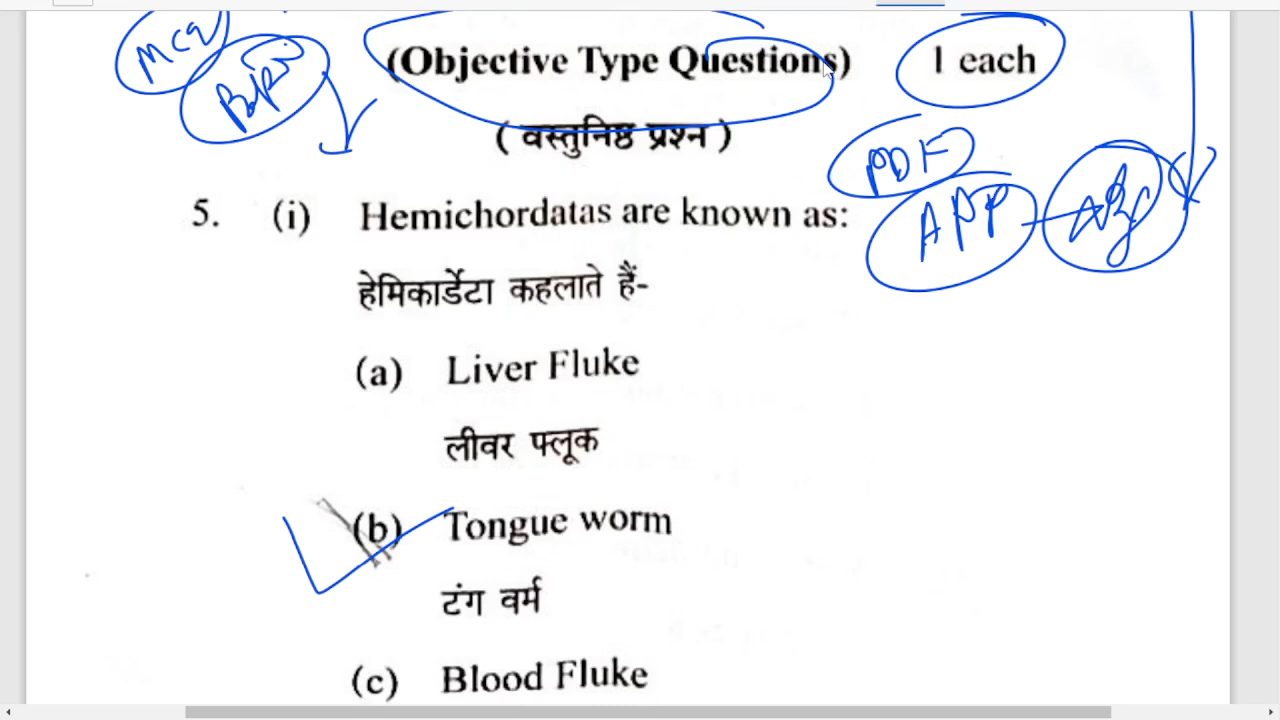 Mcq
(Objective Type Questions) 1 each
(वस्तुनिष्ठ प्रश्न)
PDF
APP
5. (i) Hemichordatas are known as:
हेमिकार्डेटा कहलाते हैं-
(a) Liver Fluke
लीवर फ्लूक
(b) Tongue worm
टंग वर्म
(c) Blood Fluke